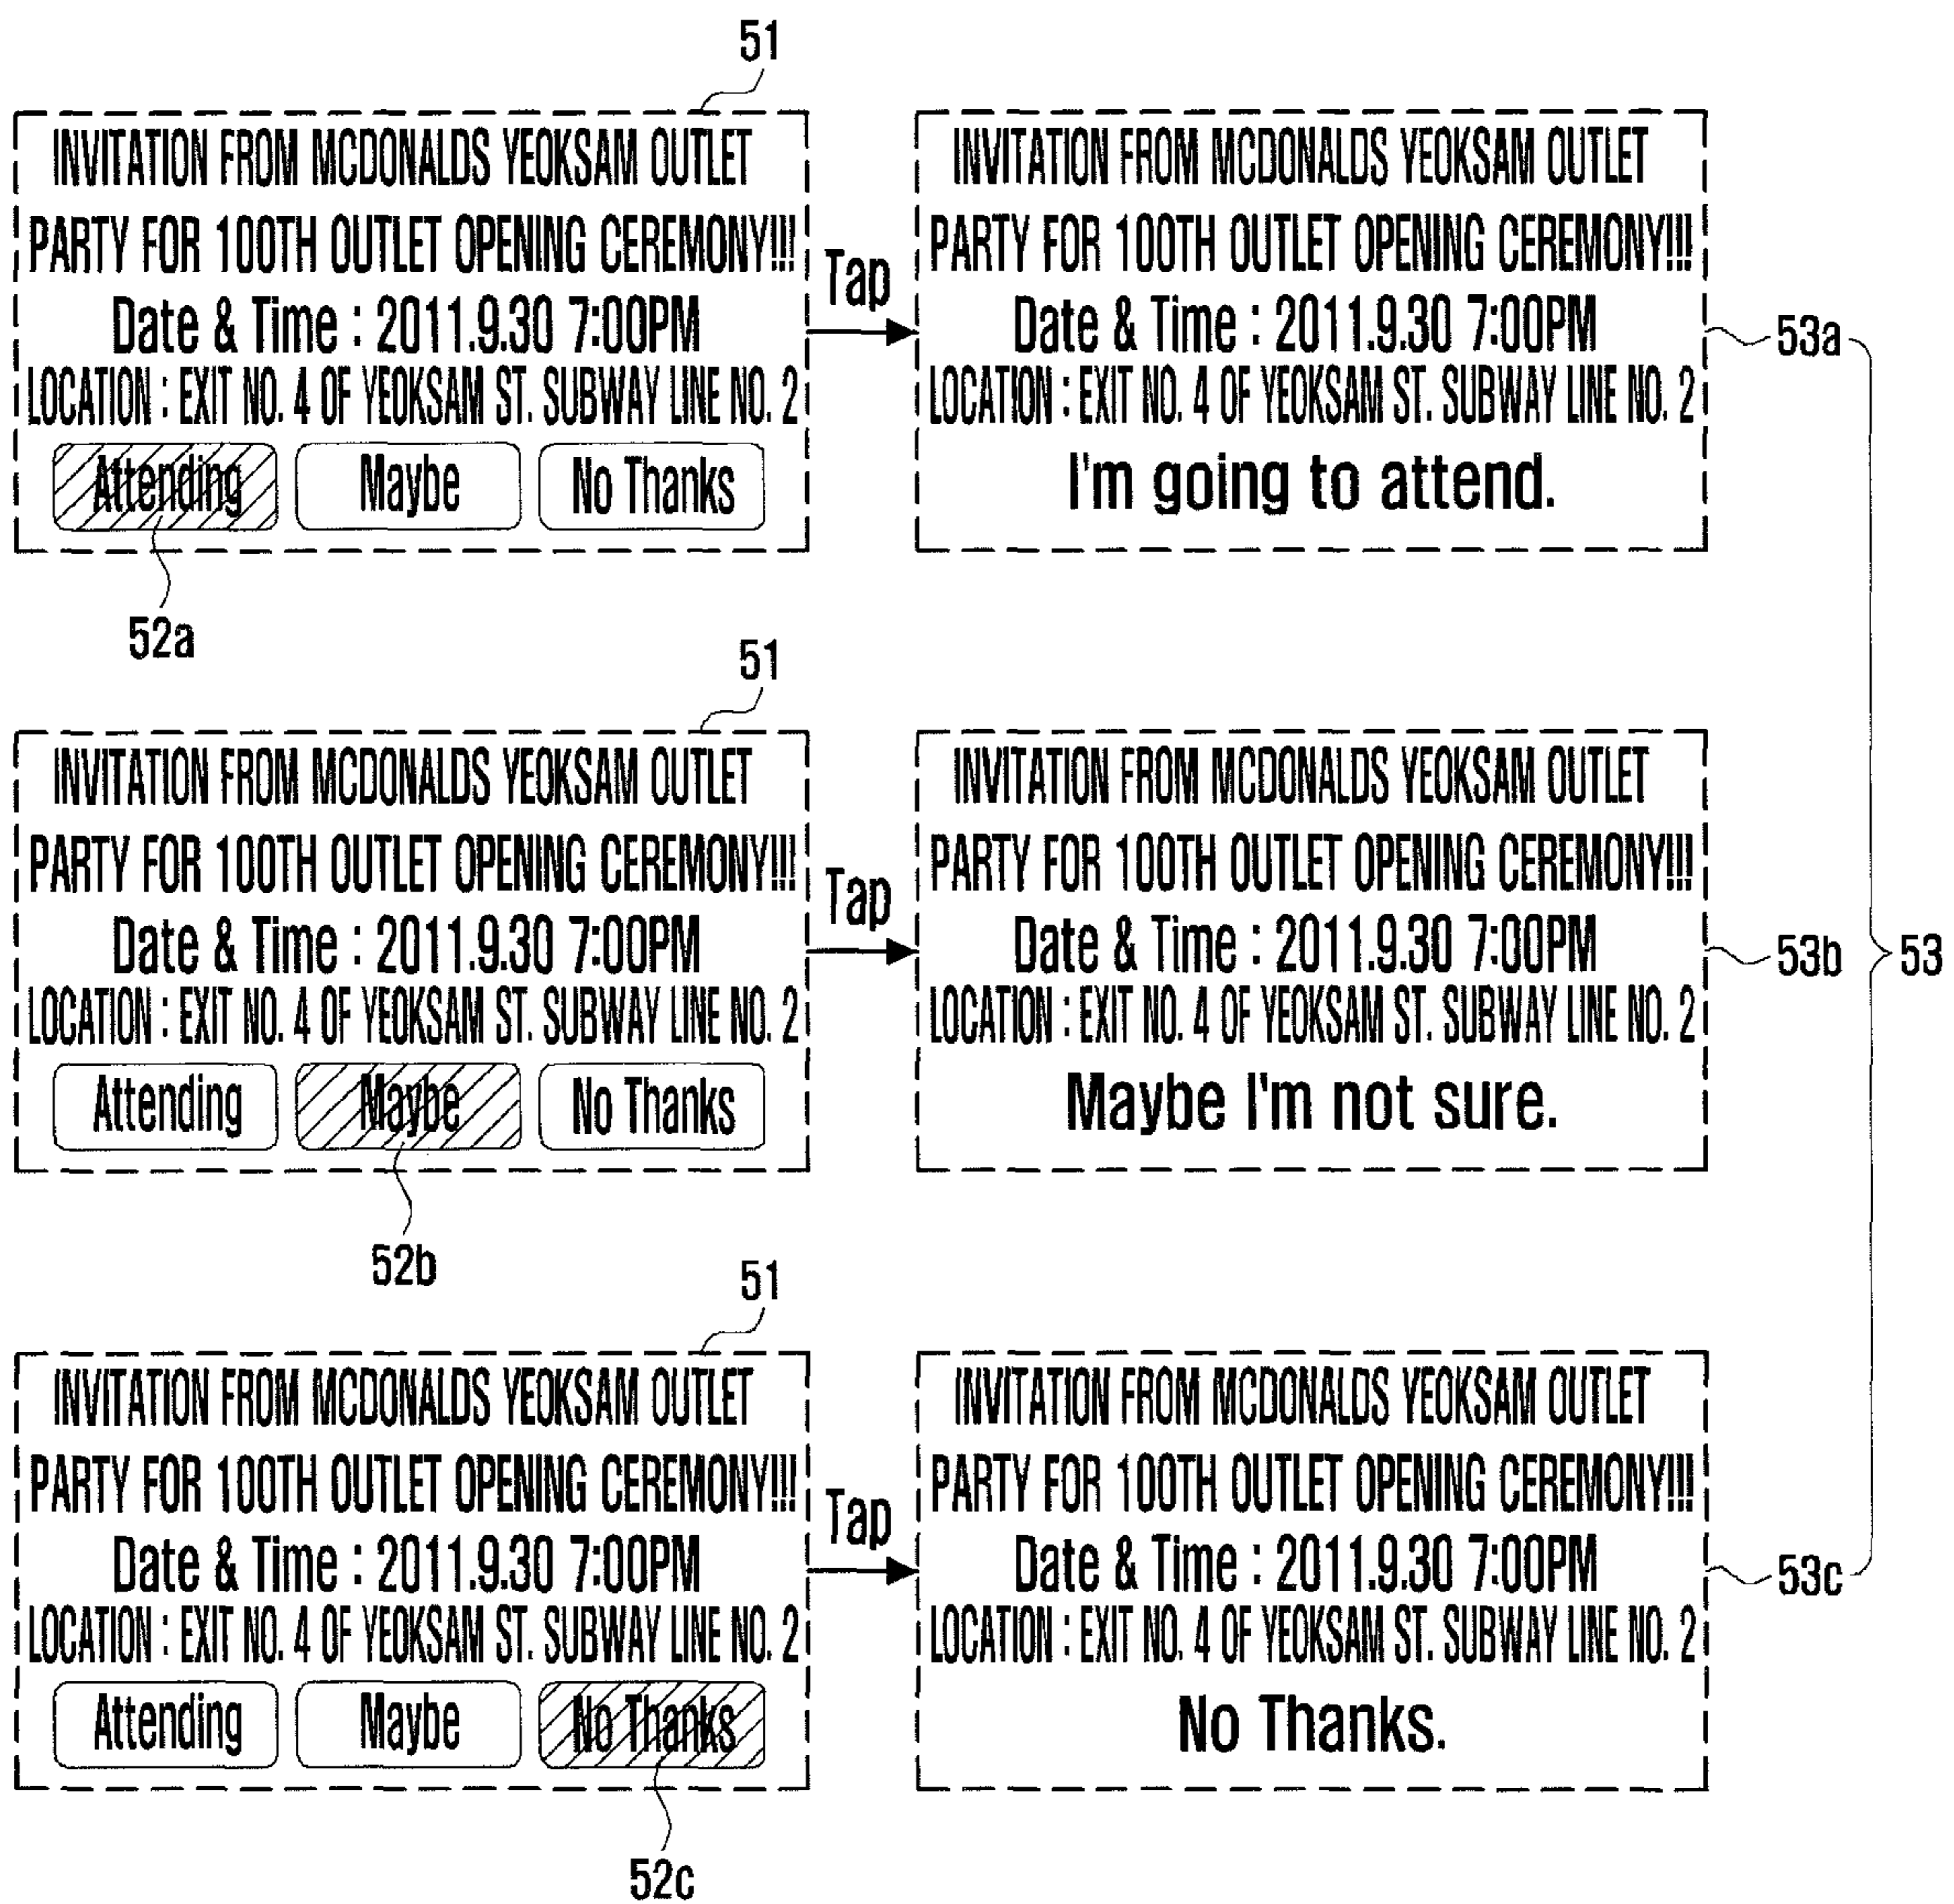 51
INVITATION FROM MCDONALDS YEOKSAM OUTLET
PARTY FOR 100TH OUTLET OPENING CEREMONY!!!
Date & Time : 2011.9.30 7:00PM
LOCATION : EXIT NO. 4 OF YEOKSAM ST. SUBWAY LINE NO. 2
Attending Maybe No Thanks
52a
Tap
INVITATION FROM MCDONALDS YEOKSAM OUTLET
PARTY FOR 100TH OUTLET OPENING CEREMONY!!!
Date & Time : 2011.9.30 7:00PM
LOCATION : EXIT NO. 4 OF YEOKSAM ST. SUBWAY LINE NO. 2
I'm going to attend.
53a
51
INVITATION FROM MCDONALDS YEOKSAM OUTLET
PARTY FOR 100TH OUTLET OPENING CEREMONY!!!
Date & Time : 2011.9.30 7:00PM
LOCATION : EXIT NO. 4 OF YEOKSAM ST. SUBWAY LINE NO. 2
Attending Maybe No Thanks
52b
Tap
INVITATION FROM MCDONALDS YEOKSAM OUTLET
PARTY FOR 100TH OUTLET OPENING CEREMONY!!!
Date & Time : 2011.9.30 7:00PM
LOCATION : EXIT NO. 4 OF YEOKSAM ST. SUBWAY LINE NO. 2
Maybe I'm not sure.
53b
53
51
INVITATION FROM MCDONALDS YEOKSAM OUTLET
PARTY FOR 100TH OUTLET OPENING CEREMONY!!!
Date & Time : 2011.9.30 7:00PM
LOCATION : EXIT NO. 4 OF YEOKSAM ST. SUBWAY LINE NO. 2
Attending Maybe No Thanks
52c
Tap
INVITATION FROM MCDONALDS YEOKSAM OUTLET
PARTY FOR 100TH OUTLET OPENING CEREMONY!!!
Date & Time : 2011.9.30 7:00PM
LOCATION : EXIT NO. 4 OF YEOKSAM ST. SUBWAY LINE NO. 2
No Thanks.
53c